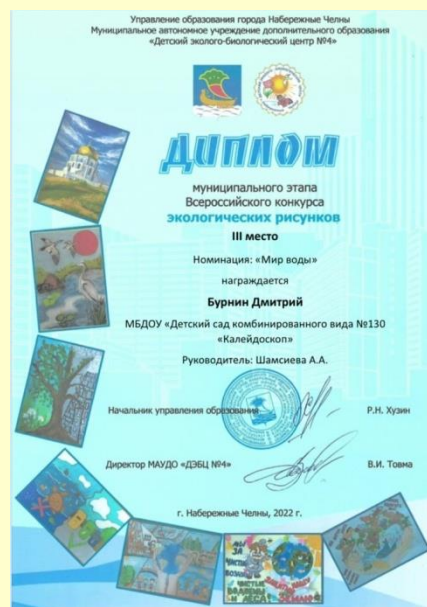 Управление образования города Набережные Челны
Муниципальное автономное учреждение дополнительного образования
«Детский эколого-биологический центр №4»
ДИПЛОМ
муниципального этапа
Всероссийского конкурса
экологических рисунков
III место
Номинация: «Мир воды»
награждается
Бурнин Дмитрий
МБДОУ «Детский сад комбинированного вида №130
«Калейдоскоп»
Руководитель: Шамсиева А.А.
Начальник управления образования Р.Н. Хузин
Директор МАУДО «ДЭБЦ №4» В.И. Товма
г. Набережные Челны, 2022 г.